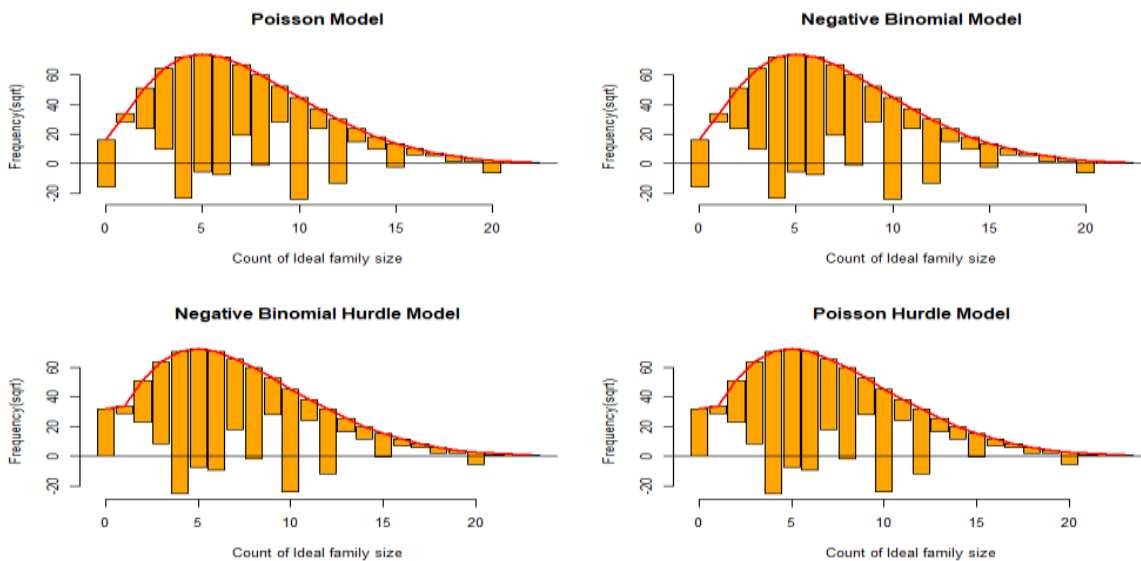 Poisson Model
Frequency(sqrt)
60
40
20
0
-20
0 5 10 15 20
Count of Ideal family size
Negative Binomial Model
Frequency(sqrt)
60
40
20
0
-20
0 5 10 15 20
Count of Ideal family size
Negative Binomial Hurdle Model
Frequency(sqrt)
60
40
20
0
-20
0 5 10 15 20
Count of Ideal family size
Poisson Hurdle Model
Frequency(sqrt)
60
40
20
0
-20
0 5 10 15 20
Count of Ideal family size